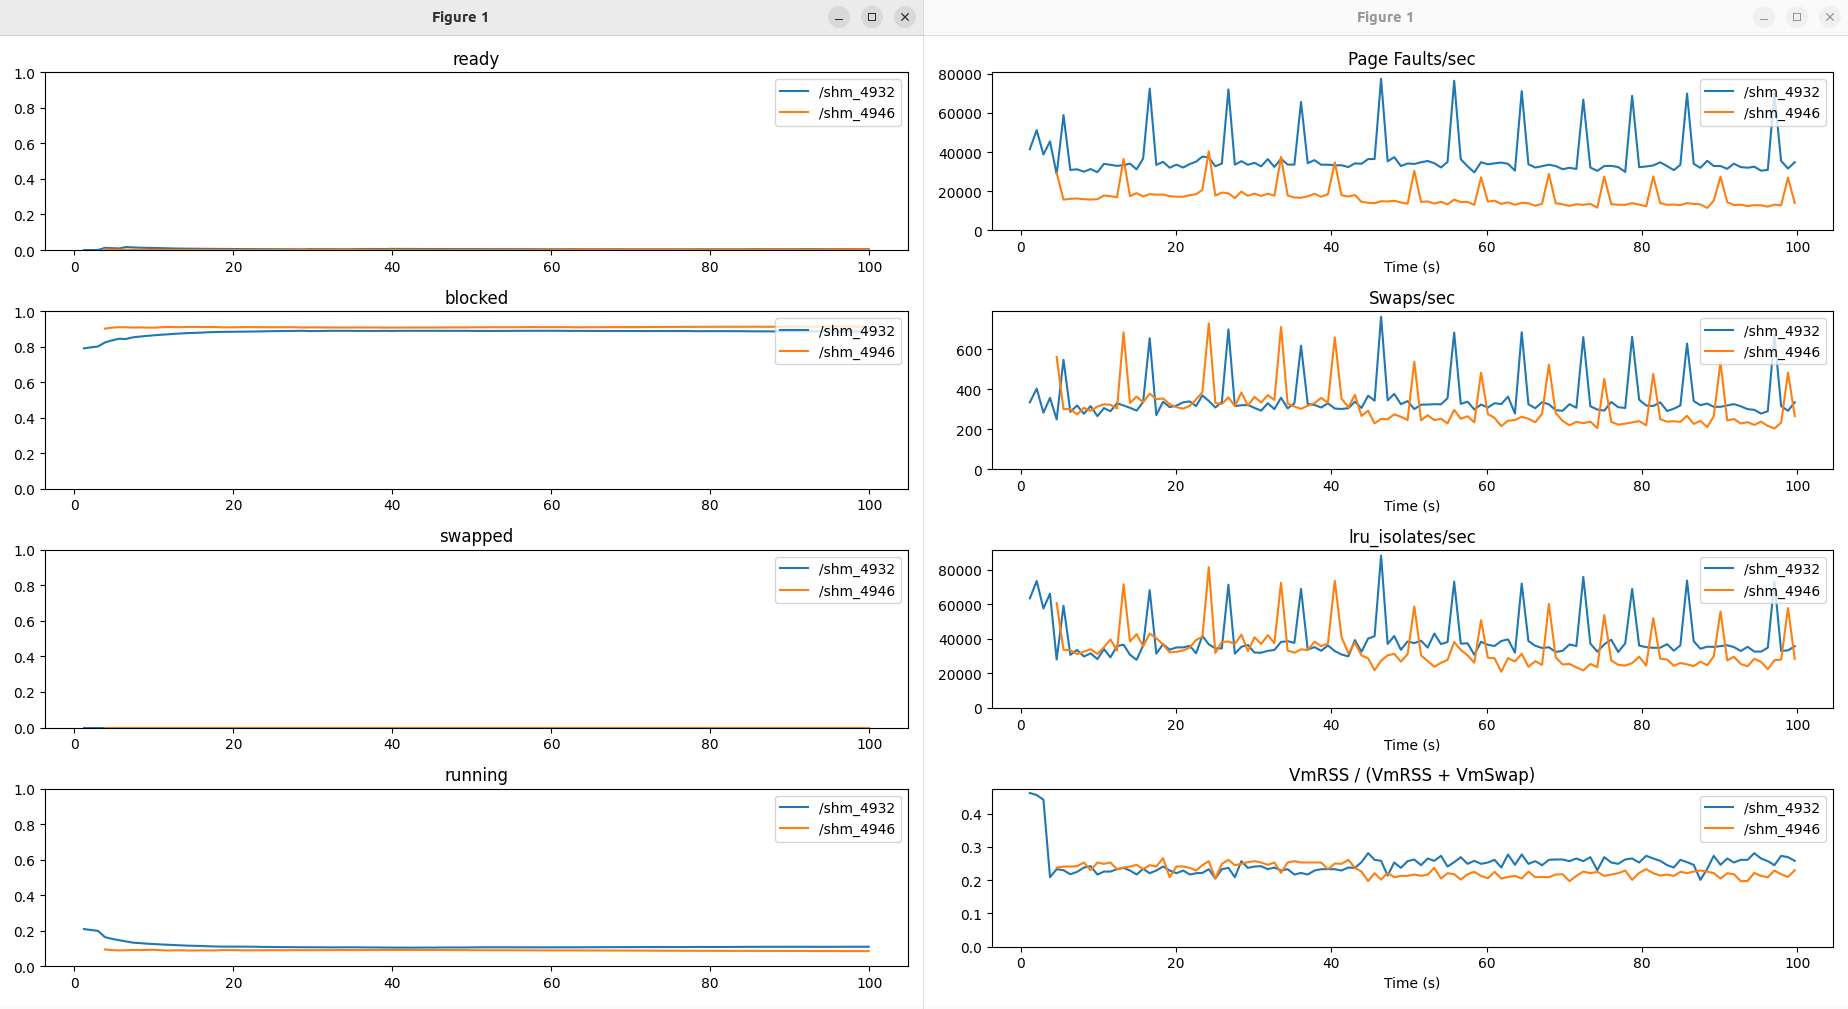 Figure 1
ready
1.0
0.8
0.6
0.4
0.2
0.0
/shm_4932
/shm_4946
0 20 40 60 80 100
blocked
1.0
0.8
0.6
0.4
0.2
0.0
/shm_4932
/shm_4946
0 20 40 60 80 100
swapped
1.0
0.8
0.6
0.4
0.2
0.0
/shm_4932
/shm_4946
0 20 40 60 80 100
running
1.0
0.8
0.6
0.4
0.2
0.0
/shm_4932
/shm_4946
0 20 40 60 80 100
Figure 1
Page Faults/sec
80000
60000
40000
20000
0
/shm_4932
/shm_4946
0 20 40 60 80 100
Time (s)
Swaps/sec
600
400
200
0
/shm_4932
/shm_4946
0 20 40 60 80 100
Time (s)
lru_isolates/sec
80000
60000
40000
20000
0
/shm_4932
/shm_4946
0 20 40 60 80 100
Time (s)
VmRSS / (VmRSS + VmSwap)
0.4
0.3
0.2
0.1
0.0
/shm_4932
/shm_4946
0 20 40 60 80 100
Time (s)